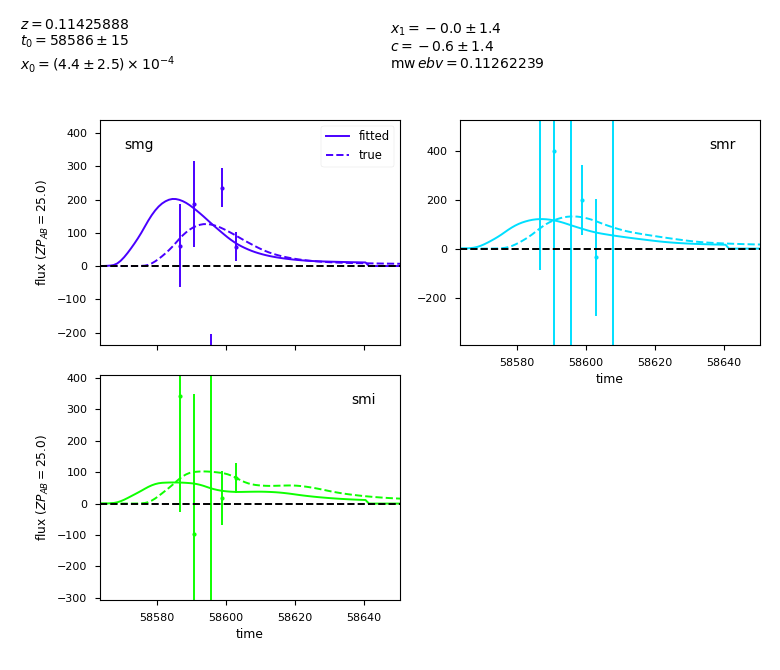 z = 0.11425888
t0 = 58586 ± 15
x0 = (4.4 ± 2.5) × 10^−4
x1 = −0.0 ± 1.4
c = −0.6 ± 1.4
mw ebv = 0.11262239
smg
fitted
true
400
300
200
100
0
−100
−200
flux (ZP_AB = 25.0)
smr
400
200
0
−200
58580 58600 58620 58640
time
smi
400
300
200
100
0
−100
−200
−300
flux (ZP_AB = 25.0)
58580 58600 58620 58640
time